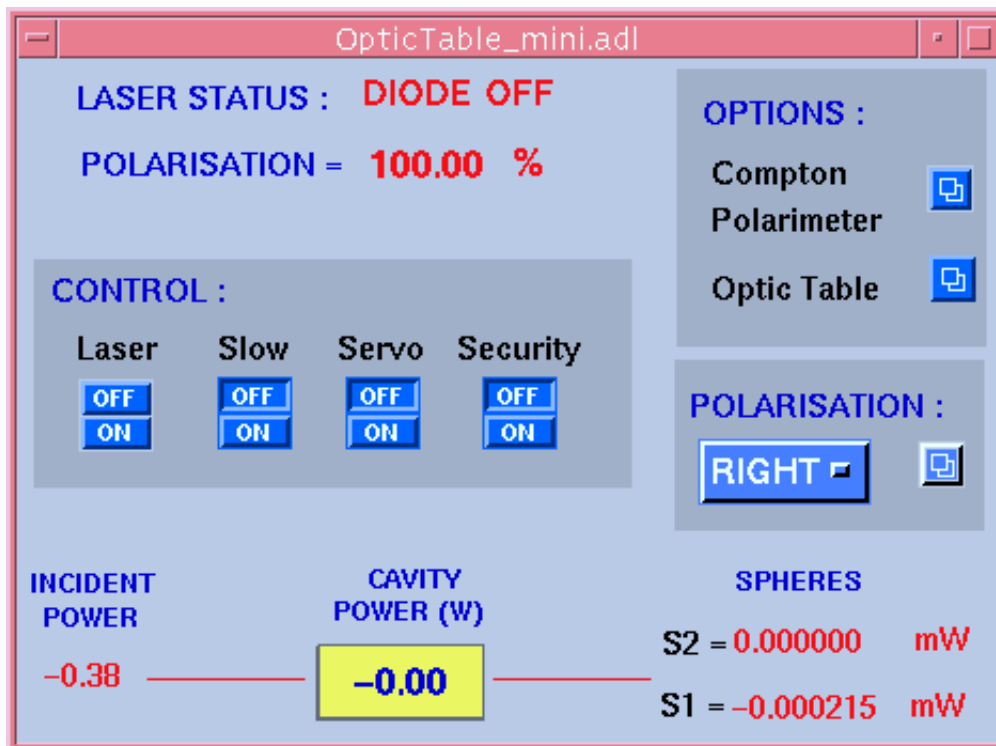 OpticTable_mini.adl
LASER STATUS : DIODE OFF
POLARISATION = 100.00 %
OPTIONS :
Compton
Polarimeter
Optic Table
CONTROL :
Laser Slow Servo Security
OFF OFF OFF OFF
ON ON ON ON
POLARISATION :
RIGHT
INCIDENT
POWER
-0.38
CAVITY
POWER (W)
-0.00
SPHERES
S2 = 0.000000 mW
S1 = -0.000215 mW